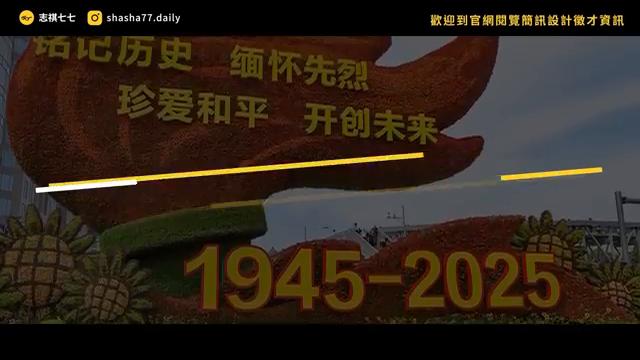 志祺七七
shasha77.daily
歡迎到官網閱覽簡訊設計徵才資訊
铭记历史 缅怀先烈
珍爱和平 开创未来
1945-2025